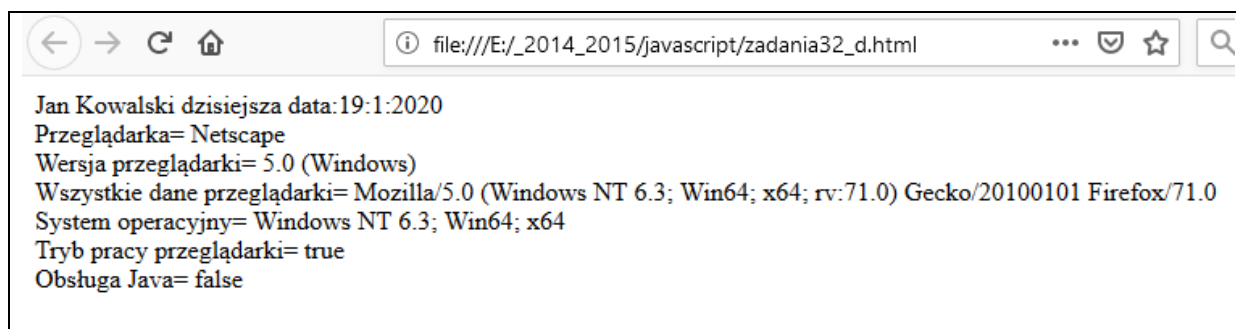 file:///E:/_2014_2015/javascript/zadania32_d.html
Jan Kowalski dzisiejsza data:19:1:2020
Przeglądarka= Netscape
Wersja przeglądarki= 5.0 (Windows)
Wszystkie dane przeglądarki= Mozilla/5.0 (Windows NT 6.3; Win64; x64; rv:71.0) Gecko/20100101 Firefox/71.0
System operacyjny= Windows NT 6.3; Win64; x64
Tryb pracy przeglądarki= true
Obsługa Java= false